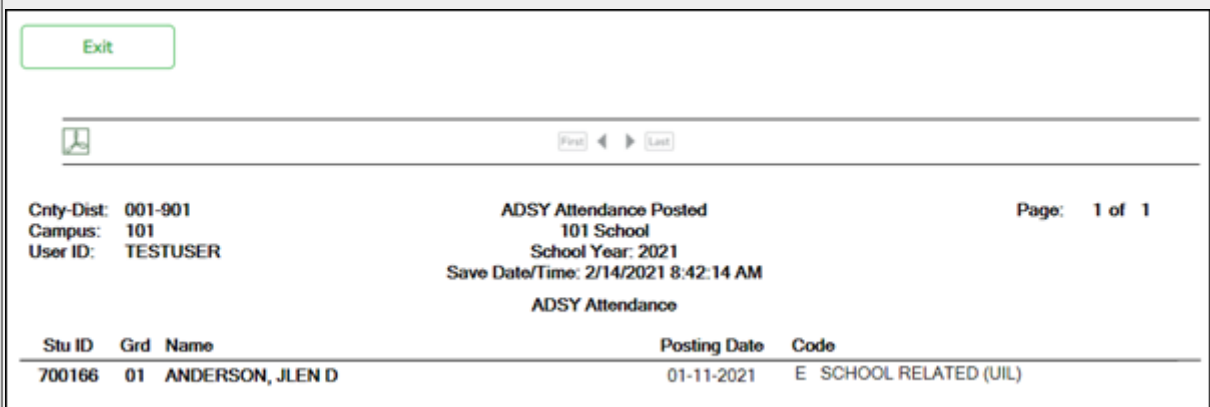 Exit
First Last
Cnty-Dist: 001-901 ADSY Attendance Posted Page: 1 of 1
Campus: 101 101 School
User ID: TESTUSER School Year: 2021
Save Date/Time: 2/14/2021 8:42:14 AM
ADSY Attendance
Stu ID Grd Name Posting Date Code
700166 01 ANDERSON, JLEN D 01-11-2021 E SCHOOL RELATED (UIL)